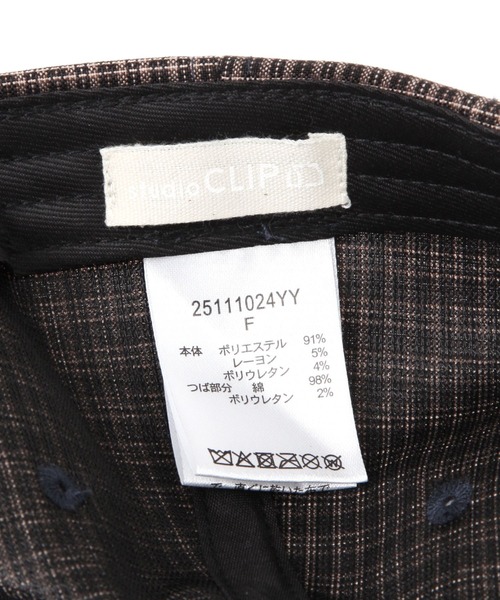 studio CLIP
25111024YY
F
本体 ポリエステル 91%
レーヨン 5%
ポリウレタン 4%
つば部分 綿 98%
ポリウレタン 2%